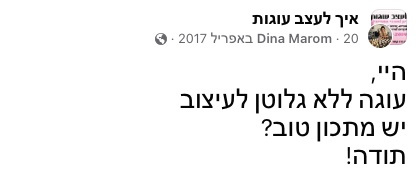 איך לעצב עוגות
Dina Marom · 20 באפריל 2017 ·
היי,
עוגה ללא גלוטן לעיצוב
יש מתכון טוב?
תודה!